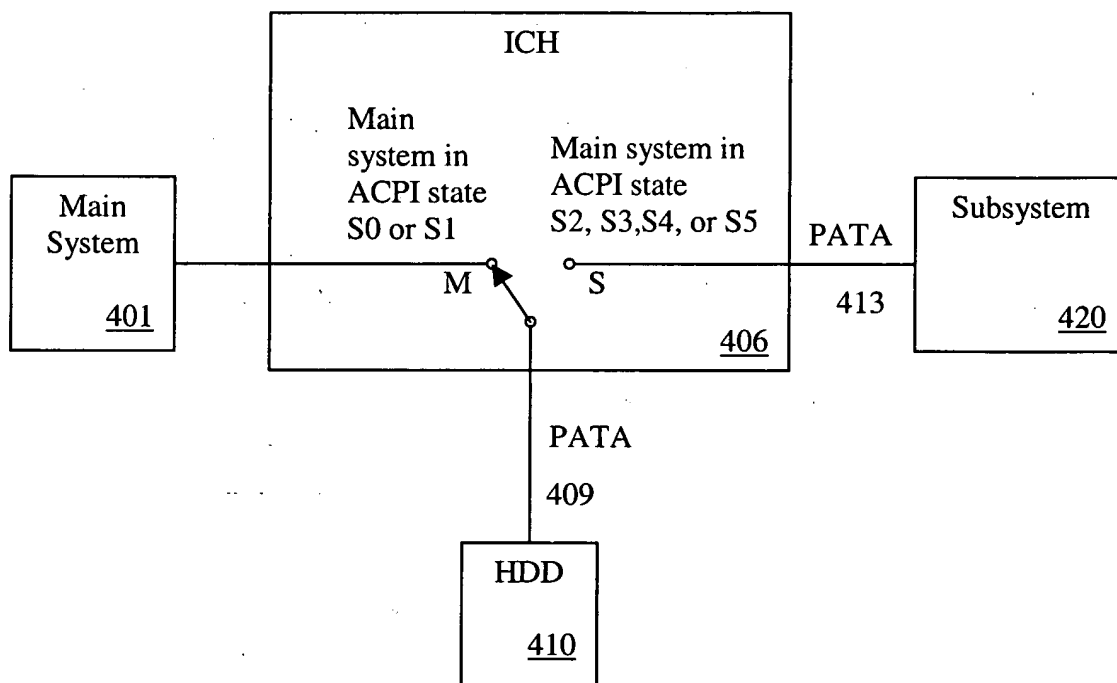 ICH
Main
system in
ACPI state
S0 or S1
Main system in
ACPI state
S2, S3,S4, or S5
Main
System
401
M
S
406
PATA
413
Subsystem
420
PATA
409
HDD
410